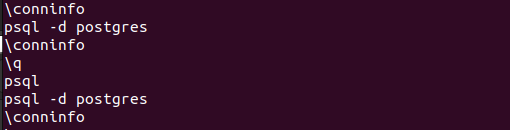 \conninfo
psql -d postgres
\conninfo
\q
psql
psql -d postgres
\conninfo